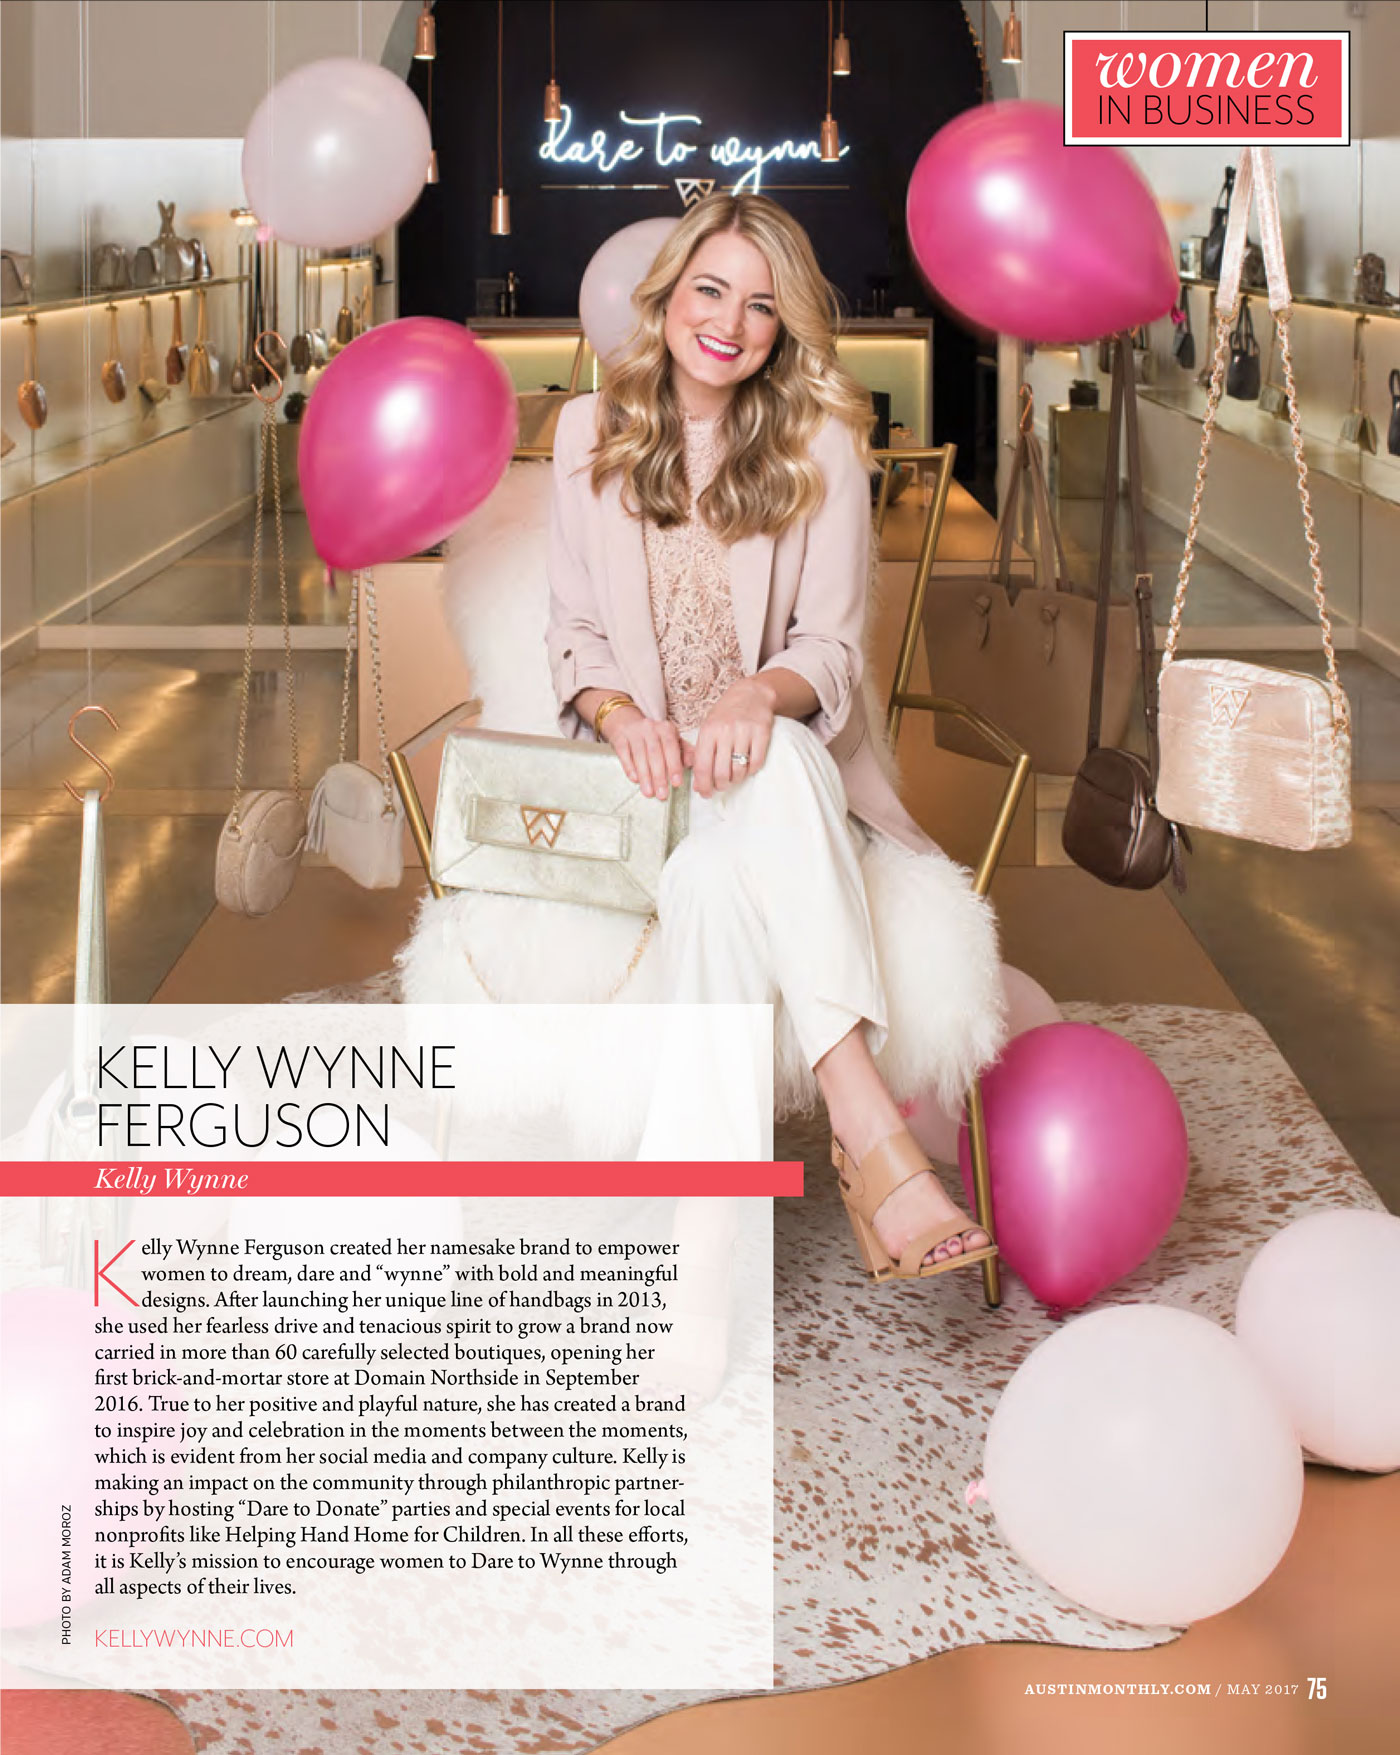 women
IN BUSINESS
dare to wynne
KELLY WYNNE
FERGUSON
Kelly Wynne
Kelly Wynne Ferguson created her namesake brand to empower
women to dream, dare and “wynne” with bold and meaningful
designs. After launching her unique line of handbags in 2013,
she used her fearless drive and tenacious spirit to grow a brand now
carried in more than 60 carefully selected boutiques, opening her
first brick-and-mortar store at Domain Northside in September
2016. True to her positive and playful nature, she has created a brand
to inspire joy and celebration in the moments between the moments,
which is evident from her social media and company culture. Kelly is
making an impact on the community through philanthropic partner-
ships by hosting “Dare to Donate” parties and special events for local
nonprofits like Helping Hand Home for Children. In all these efforts,
it is Kelly’s mission to encourage women to Dare to Wynne through
all aspects of their lives.
KELLYWYNNE.COM
PHOTO BY ADAM MOROZ
AUSTINMONTHLY.COM / MAY 2017 75